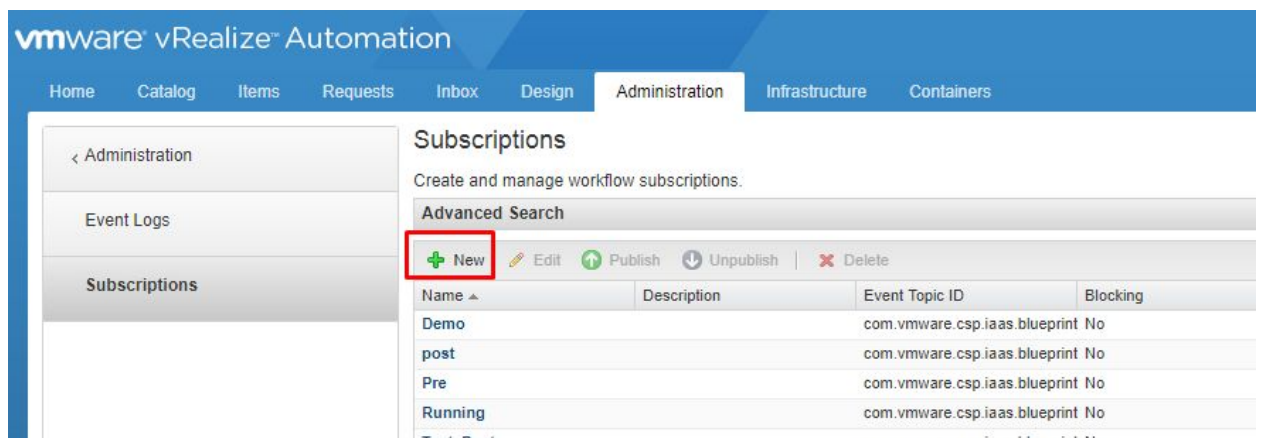 vmware® vRealize™ Automation
Home Catalog Items Requests Inbox Design Administration Infrastructure Containers
< Administration
Event Logs
Subscriptions
Subscriptions
Create and manage workflow subscriptions.
Advanced Search
New Edit Publish Unpublish | Delete
Name Description Event Topic ID Blocking
Demo com.vmware.csp.iaas.blueprint No
post com.vmware.csp.iaas.blueprint No
Pre com.vmware.csp.iaas.blueprint No
Running com.vmware.csp.iaas.blueprint No